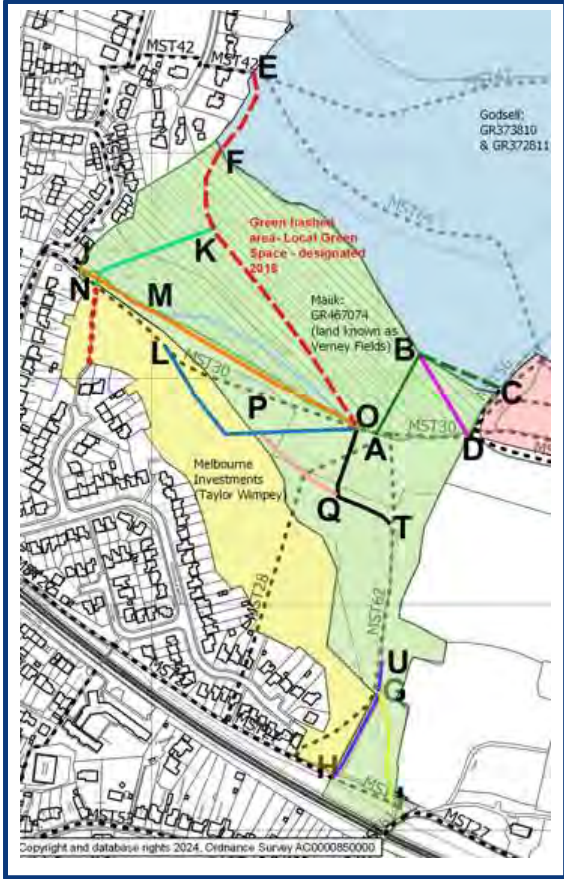 MST42
MST42
E
Godsell:
GR373810
& GR372811
F
Green hashed
area- Local Green
Space - designated
2018
K
J
N
M
Malik:
GR467074
(land known as
Verney Fields)
B
L
MST30
C
P
O
A
MST30
D
Melbourne
Investments
(Taylor Wimpey)
Q
T
MST28
MST62
U
G
H
MST27
Copyright and database rights 2024. Ordnance Survey AC0000850000